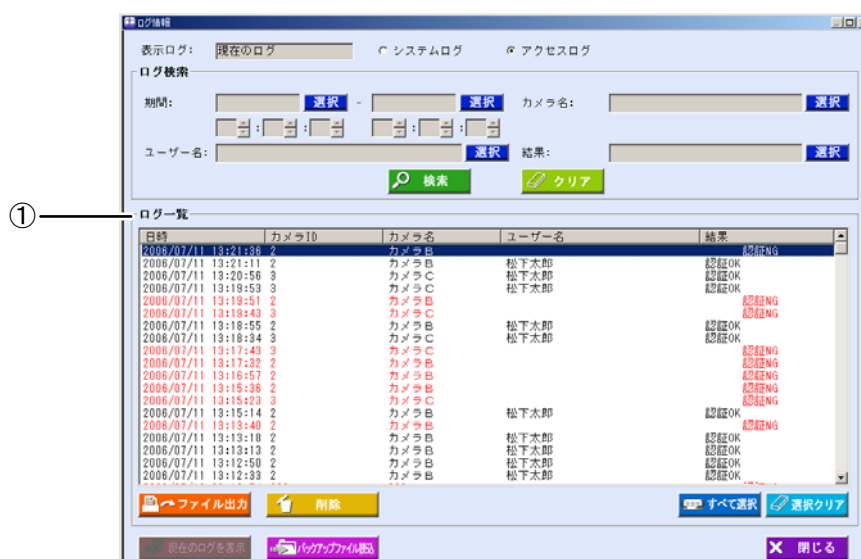 ログ情報
表示ログ: 現在のログ システムログ アクセスログ
ログ検索
期間: 選択 - 選択 カメラ名: 選択
: : : :
ユーザー名: 選択 結果: 選択
検索 クリア
①
ログ一覧
日時 カメラID カメラ名 ユーザー名 結果
2006/07/11 13:21:36 2 カメラB 認証NG
2006/07/11 13:21:11 2 カメラB 松下太郎 認証OK
2006/07/11 13:20:56 3 カメラC 松下太郎 認証OK
2006/07/11 13:19:53 3 カメラC 松下太郎 認証OK
2006/07/11 13:19:51 2 カメラB 認証NG
2006/07/11 13:19:43 3 カメラC 認証NG
2006/07/11 13:18:55 2 カメラB 松下太郎 認証OK
2006/07/11 13:18:34 3 カメラC 松下太郎 認証OK
2006/07/11 13:17:43 3 カメラC 認証NG
2006/07/11 13:17:32 2 カメラB 認証NG
2006/07/11 13:16:57 2 カメラB 認証NG
2006/07/11 13:15:36 2 カメラB 認証NG
2006/07/11 13:15:23 3 カメラC 認証NG
2006/07/11 13:15:14 2 カメラB 松下太郎 認証OK
2006/07/11 13:13:40 2 カメラB 認証NG
2006/07/11 13:13:18 2 カメラB 松下太郎 認証OK
2006/07/11 13:13:13 2 カメラB 松下太郎 認証OK
2006/07/11 13:12:50 2 カメラB 松下太郎 認証OK
2006/07/11 13:12:33 2 カメラB 松下太郎 認証OK
ファイル出力 削除 すべて選択 選択クリア
現在のログを表示 バックアップファイル読込 閉じる